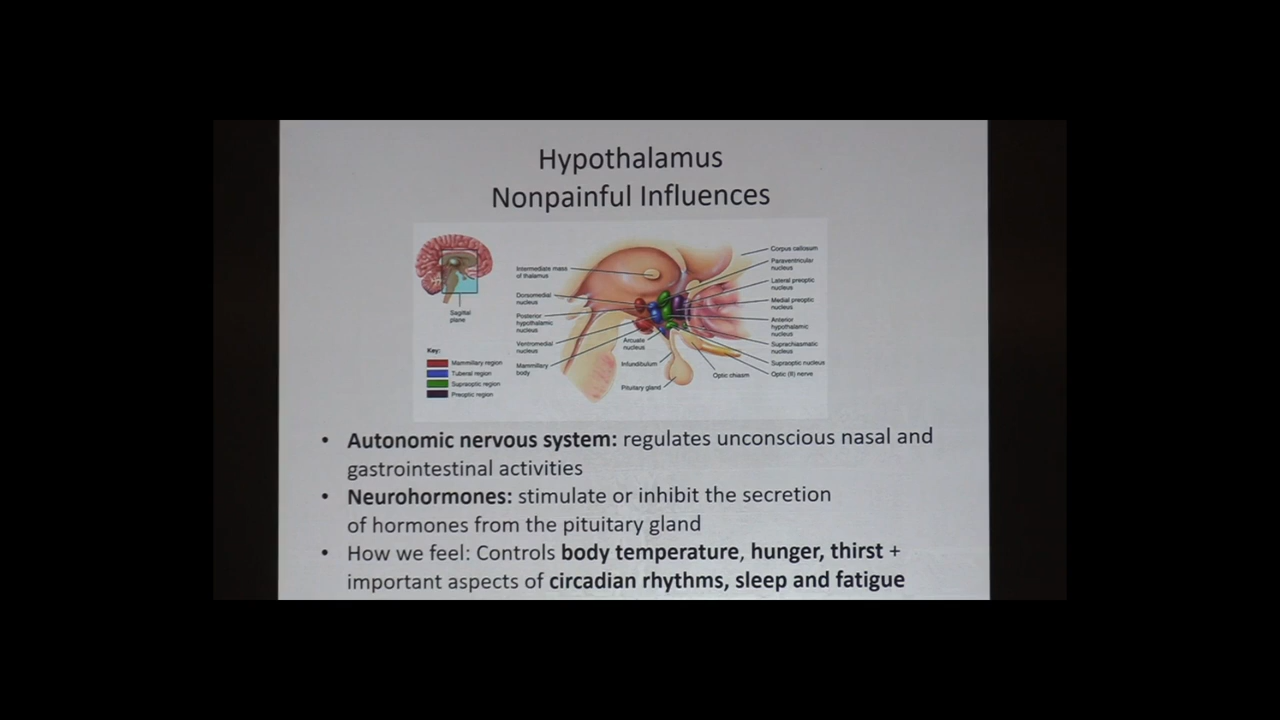 Hypothalamus
Nonpainful Influences
Intermediate mass
of thalamus
Dorsomedial
nucleus
Posterior
hypothalamic
nucleus
Ventromedial
nucleus
Mammillary
body
Sagittal
plane
Key:
Mammillary region
Tuberal region
Supraoptic region
Preoptic region
Arcuate
nucleus
Infundibulum
Pituitary gland
Optic chiasm
Corpus callosum
Paraventricular
nucleus
Lateral preoptic
nucleus
Medial preoptic
nucleus
Anterior
hypothalamic
nucleus
Suprachiasmatic
nucleus
Supraoptic nucleus
Optic (II) nerve
• Autonomic nervous system: regulates unconscious nasal and
gastrointestinal activities
• Neurohormones: stimulate or inhibit the secretion
of hormones from the pituitary gland
• How we feel: Controls body temperature, hunger, thirst +
important aspects of circadian rhythms, sleep and fatigue